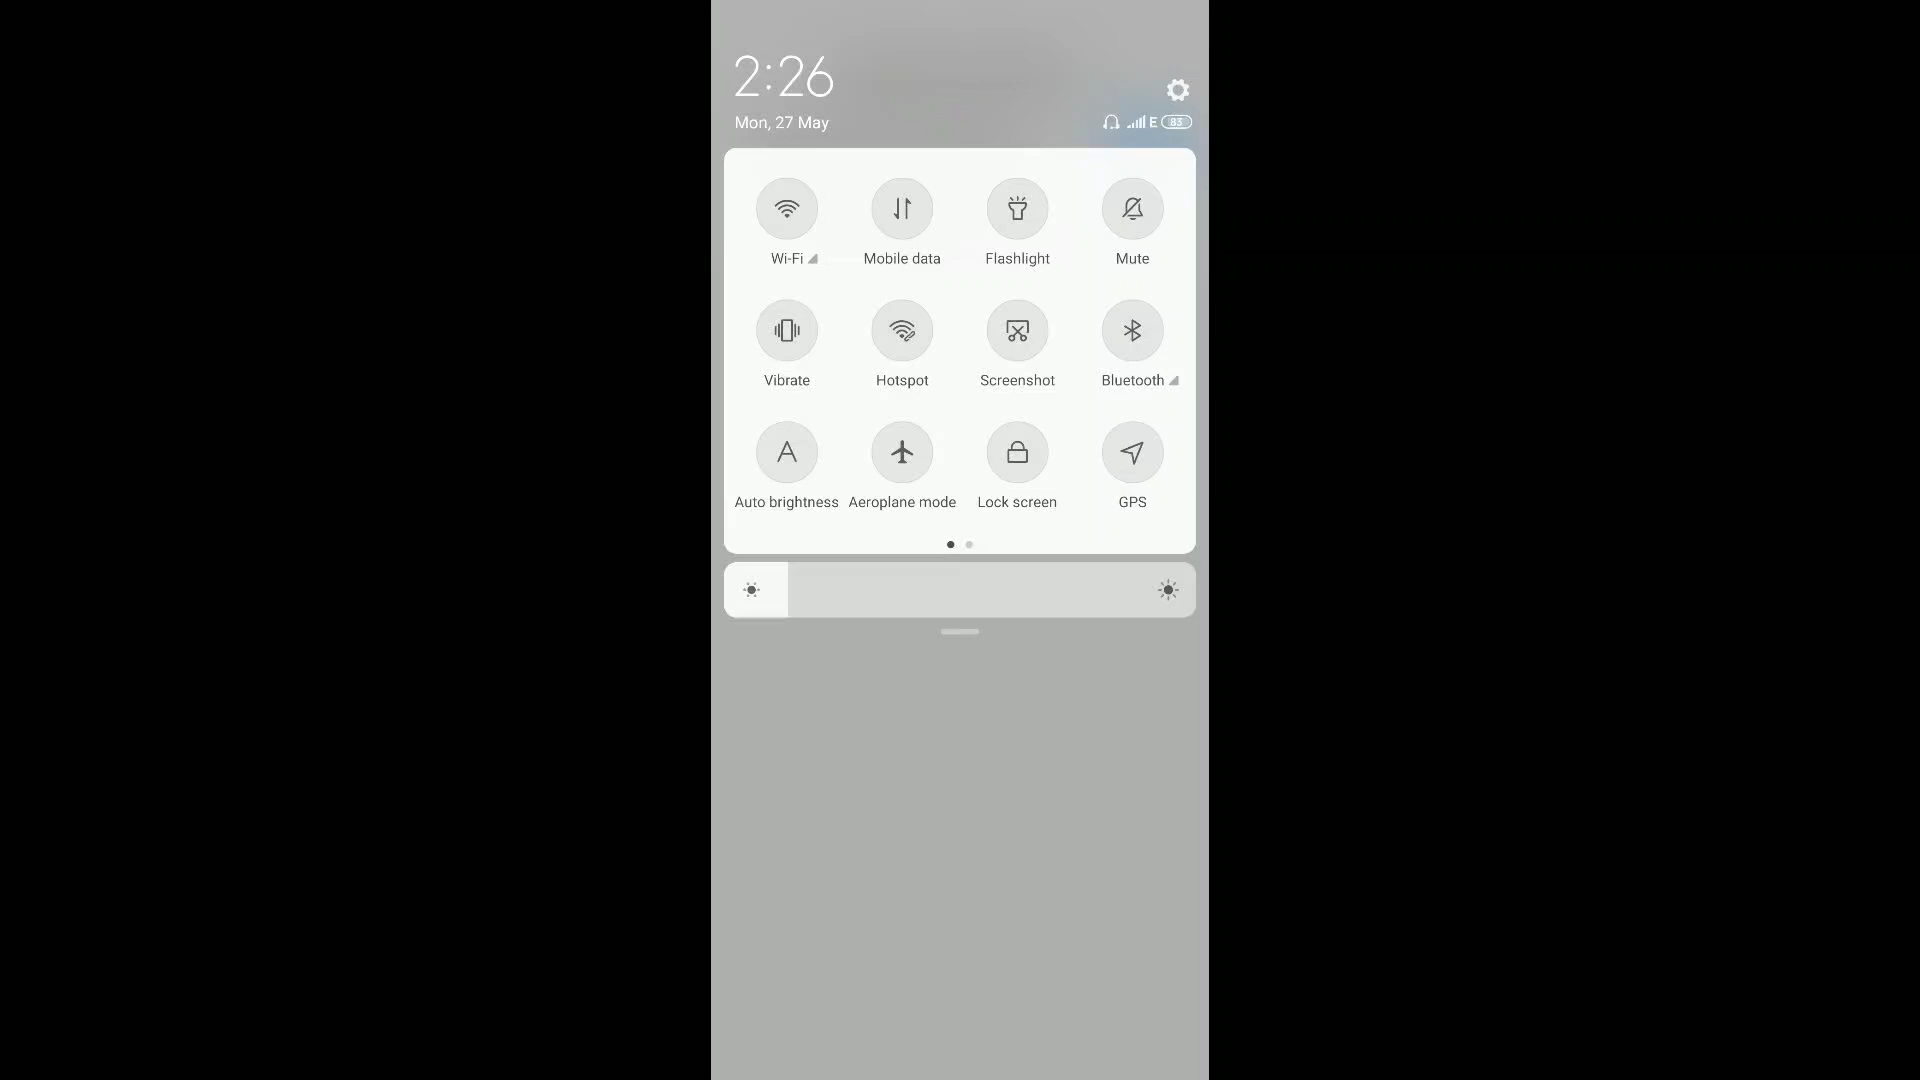 2:26
Mon, 27 May
E 83
Wi-Fi Mobile data Flashlight Mute
Vibrate Hotspot Screenshot Bluetooth
A
Auto brightness Aeroplane mode Lock screen GPS